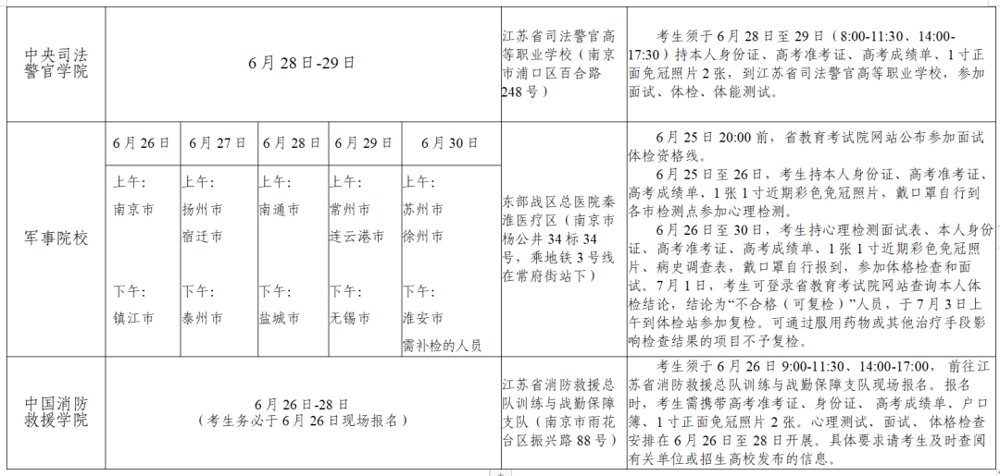 中央司法
警官学院
6月28日-29日
江苏省司法警官高
等职业学校（南京
市浦口区百合路
248号）
考生须于6月28日至29日（8:00-11:30、14:00-
17:30）持本人身份证、高考准考证、高考成绩单、1寸正
面免冠照片2张，到江苏省司法警官高等职业学校，参加
面试、体检、体能测试。
军事院校
6月26日
6月27日
6月28日
6月29日
6月30日
上午：
南京市
下午：
镇江市
上午：
扬州市
宿迁市
下午：
泰州市
上午：
南通市
下午：
盐城市
上午：
常州市
连云港市
下午：
无锡市
上午：
苏州市
徐州市
下午：
淮安市
需补检的人员
东部战区总医院秦
淮医疗区（南京市
杨公井34标34
号，乘地铁3号线
在常府街站下）
6月25日20:00前，省教育考试院网站公布参加面试
体检资格线。
6月25日至26日，考生持本人身份证、高考准考证、
高考成绩单、1张1寸近期彩色免冠照片，戴口罩自行到
各市检测点参加心理检测。
6月26日至30日，考生持心理检测面试表、本人身份
证、高考准考证、高考成绩单、1张1寸近期彩色免冠照
片、病史调查表，戴口罩自行报到，参加体格检查和面
试。7月1日，考生可登录省教育考试院网站查询本人体
检结论，结论为“不合格（可复检）”人员，于7月3日上
午到体检站参加复检。可通过服用药物或其他治疗手段影
响检查结果的项目不予复检。
中国消防
救援学院
6月26日-28日
（考生务必于6月26日现场报名）
江苏省消防救援总
队训练与战勤保障
支队（南京市雨花
台区振兴路88号）
考生须于6月26日9:00-11:30、14:00-17:00， 前往江
苏省消防救援总队训练与战勤保障支队现场报名。报名
时，考生需携带高考准考证、身份证、 高考成绩单、户口
簿、1寸正面免冠照片2张。心理测试、面试、体格检查
安排在6月26日至28日开展。具体要求请考生及时查阅
有关单位或招生高校发布的信息。